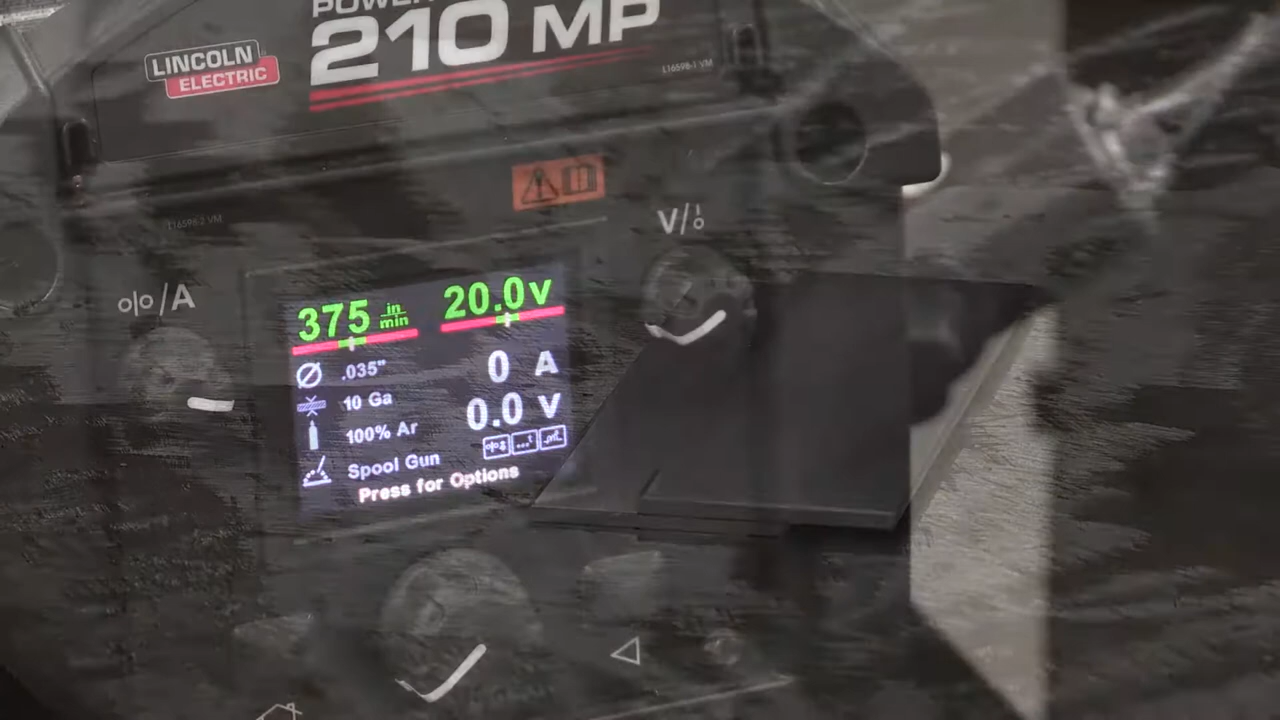 POWER
210 MP
LINCOLN
ELECTRIC
L16598-1 VM
L16598-2 VM
%/A
V/
375 in/min 20.0 V
.035"
0 A
10 Ga
0.0 V
100% Ar
Spool Gun
Press for Options